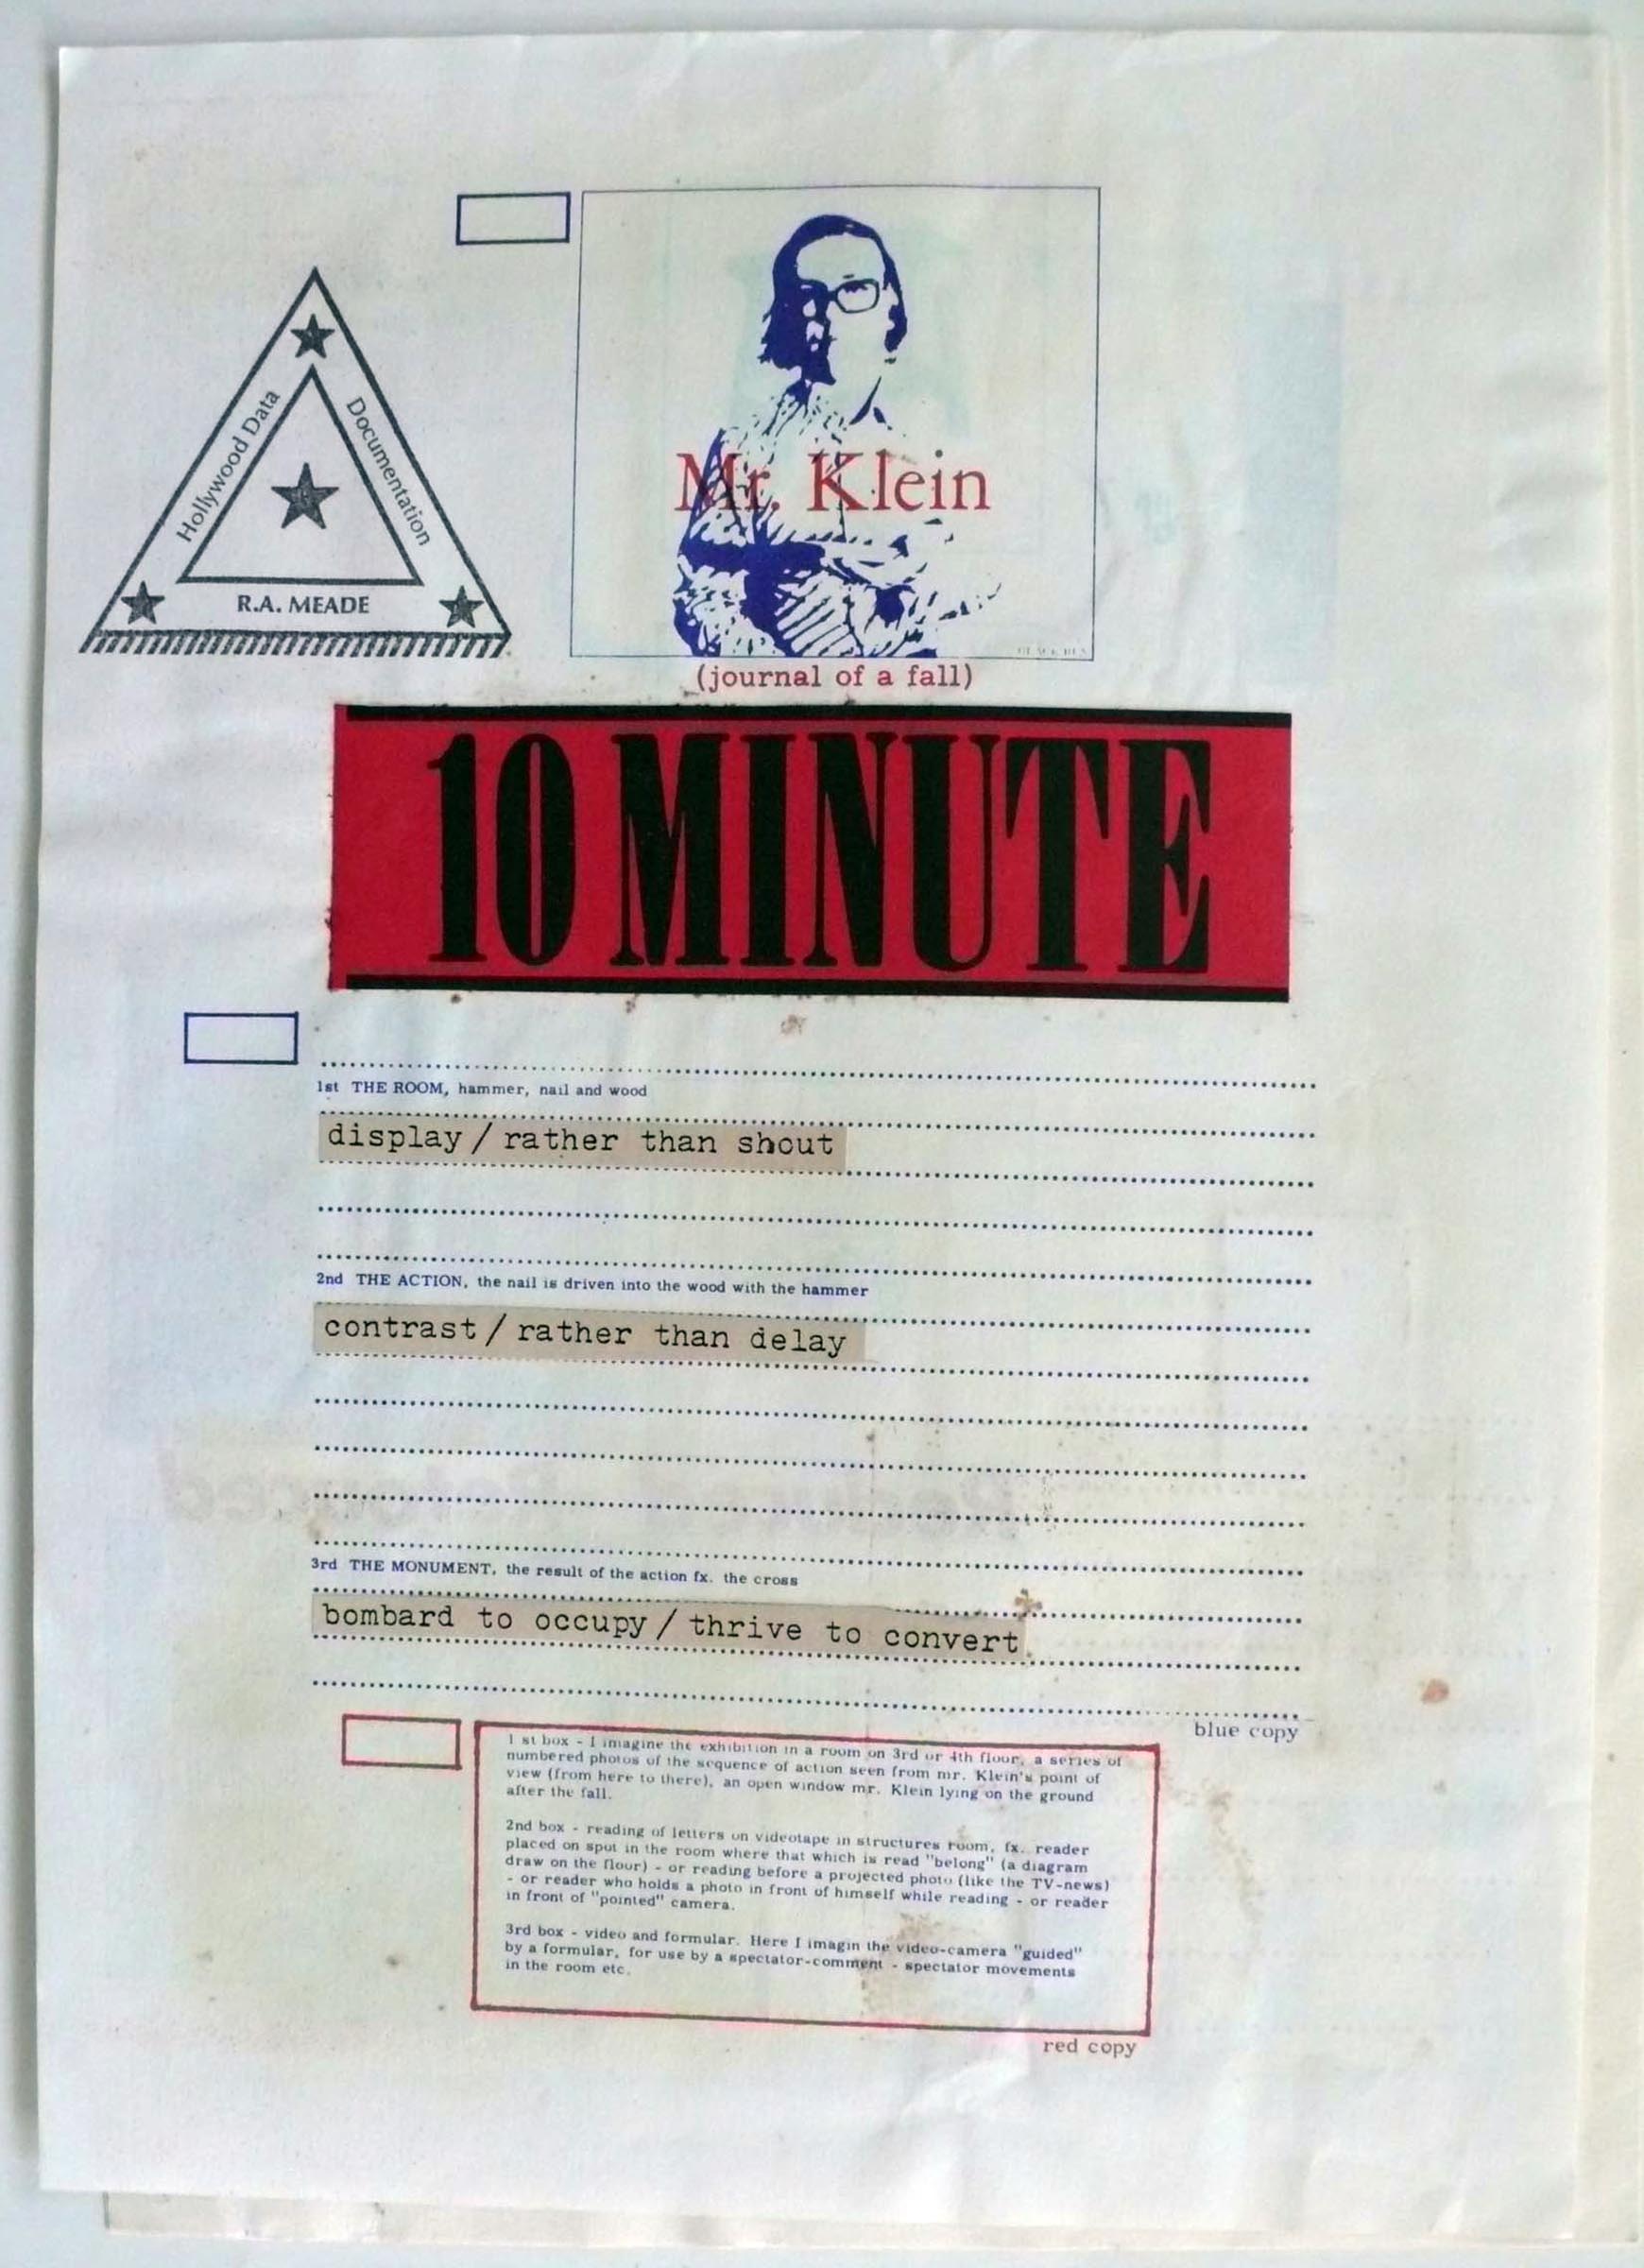 Hollywood Data
Documentation
R.A. MEADE
Mr. Klein
(journal of a fall)
10 MINUTE
1st THE ROOM, hammer, nail and wood
display / rather than shout
2nd THE ACTION, the nail is driven into the wood with the hammer
contrast / rather than delay
3rd THE MONUMENT, the result of the action fx. the cross
bombard to occupy / thrive to convert
blue copy
1 st box - I imagine the exhibition in a room on 3rd or 4th floor, a series of
numbered photos of the sequence of action seen from mr. Klein's point of
view (from here to there), an open window mr. Klein lying on the ground
after the fall.
2nd box - reading of letters on videotape in structures room, fx. reader
placed on spot in the room where that which is read "belong" (a diagram
draw on the flour) - or reading before a projected photo (like the TV-news)
- or reader who holds a photo in front of himself while reading - or reader
in front of "pointed" camera.
3rd box - video and formular. Here I imagin the video-camera "guided"
by a formular, for use by a spectator-comment - spectator movements
in the room etc.
red copy